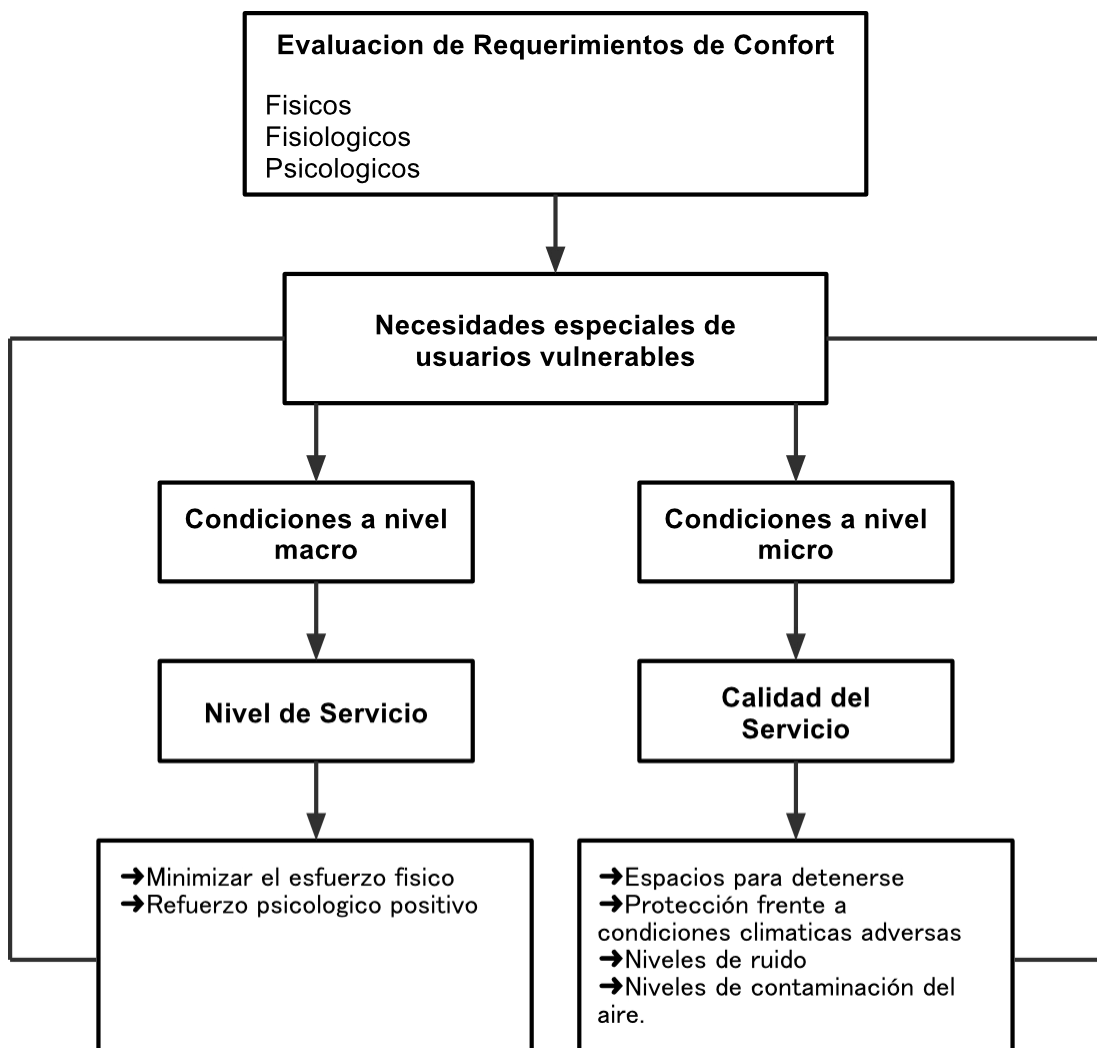 Evaluacion de Requerimientos de Confort
Fisicos
Fisiologicos
Psicologicos
Necesidades especiales de
usuarios vulnerables
Condiciones a nivel
macro
Condiciones a nivel
micro
Nivel de Servicio
Calidad del
Servicio
➔Minimizar el esfuerzo fisico
➔Refuerzo psicologico positivo
➔Espacios para detenerse
➔Protección frente a
condiciones climaticas adversas
➔Niveles de ruido
➔Niveles de contaminación del
aire.